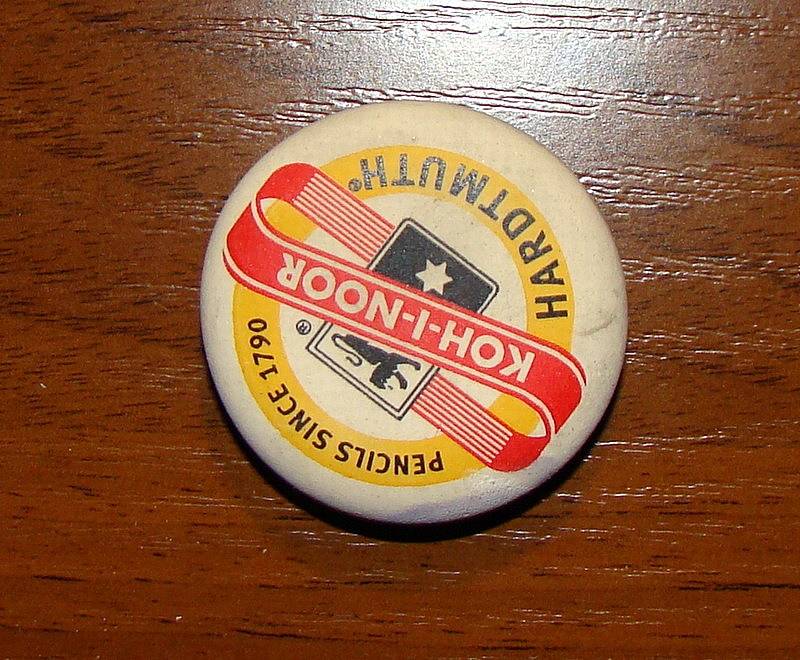 PENCILS SINCE 1790
KOH-I-NOOR
®
HARDTMUTH®